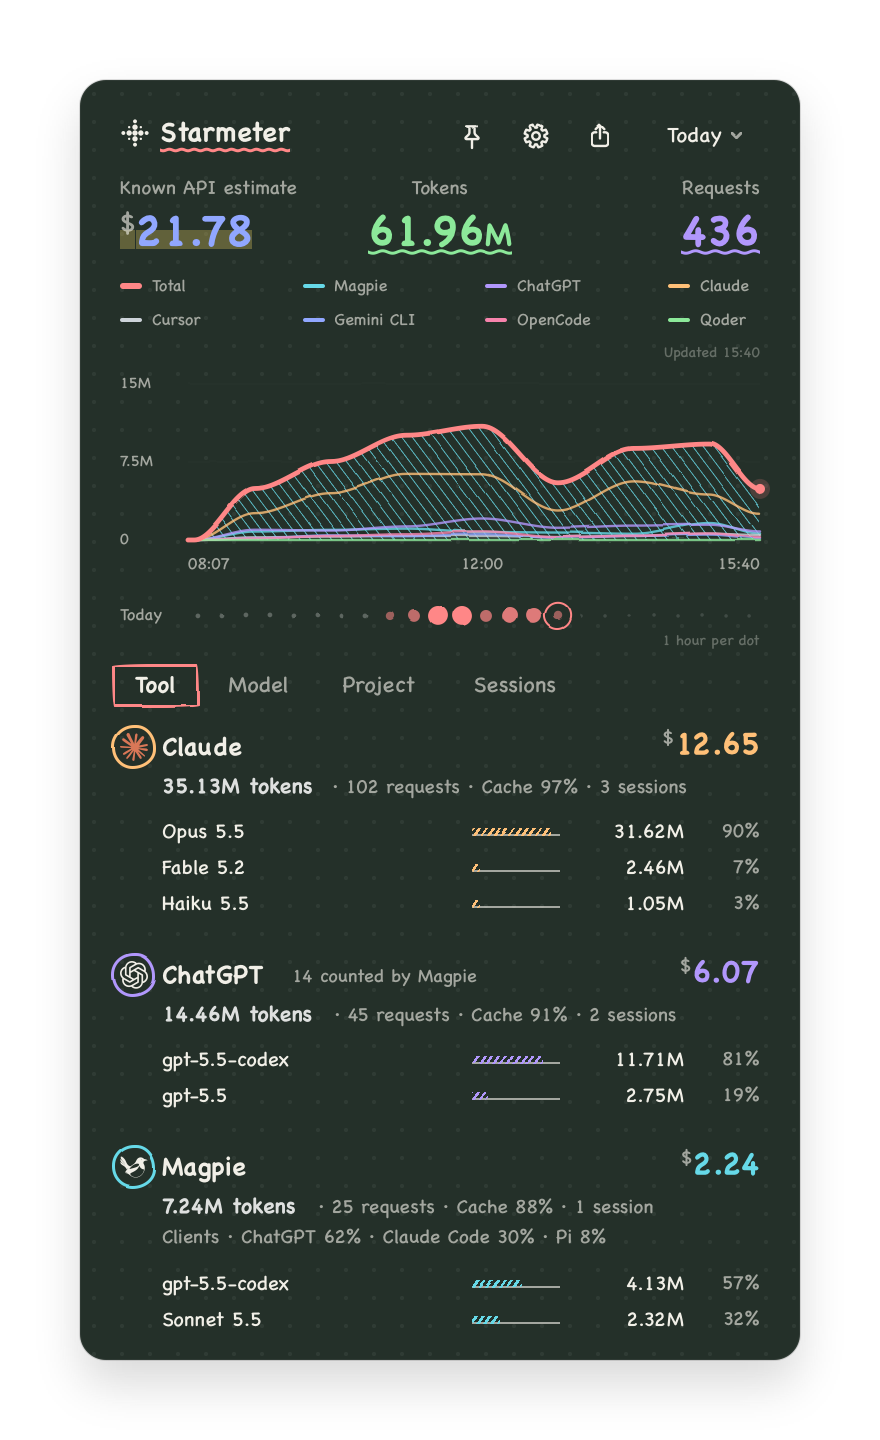 Starmeter
Today
Known API estimate
Tokens
Requests
$21.78
61.96M
436
Total
Magpie
ChatGPT
Claude
Cursor
Gemini CLI
OpenCode
Qoder
Updated 15:40
15M
7.5M
0
08:07
12:00
15:40
Today
1 hour per dot
Tool
Model
Project
Sessions
Claude
$12.65
35.13M tokens · 102 requests · Cache 97% · 3 sessions
Opus 5.5 31.62M 90%
Fable 5.2 2.46M 7%
Haiku 5.5 1.05M 3%
ChatGPT 14 counted by Magpie
$6.07
14.46M tokens · 45 requests · Cache 91% · 2 sessions
gpt-5.5-codex 11.71M 81%
gpt-5.5 2.75M 19%
Magpie
$2.24
7.24M tokens · 25 requests · Cache 88% · 1 session
Clients · ChatGPT 62% · Claude Code 30% · Pi 8%
gpt-5.5-codex 4.13M 57%
Sonnet 5.5 2.32M 32%